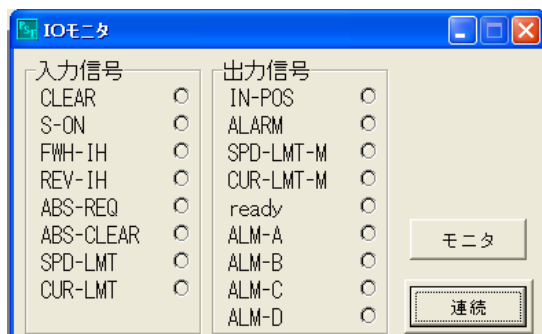 IOモニタ
入力信号
CLEAR
S-ON
FWH-IH
REV-IH
ABS-REQ
ABS-CLEAR
SPD-LMT
CUR-LMT
出力信号
IN-POS
ALARM
SPD-LMT-M
CUR-LMT-M
ready
ALM-A
ALM-B
ALM-C
ALM-D
モニタ
連続